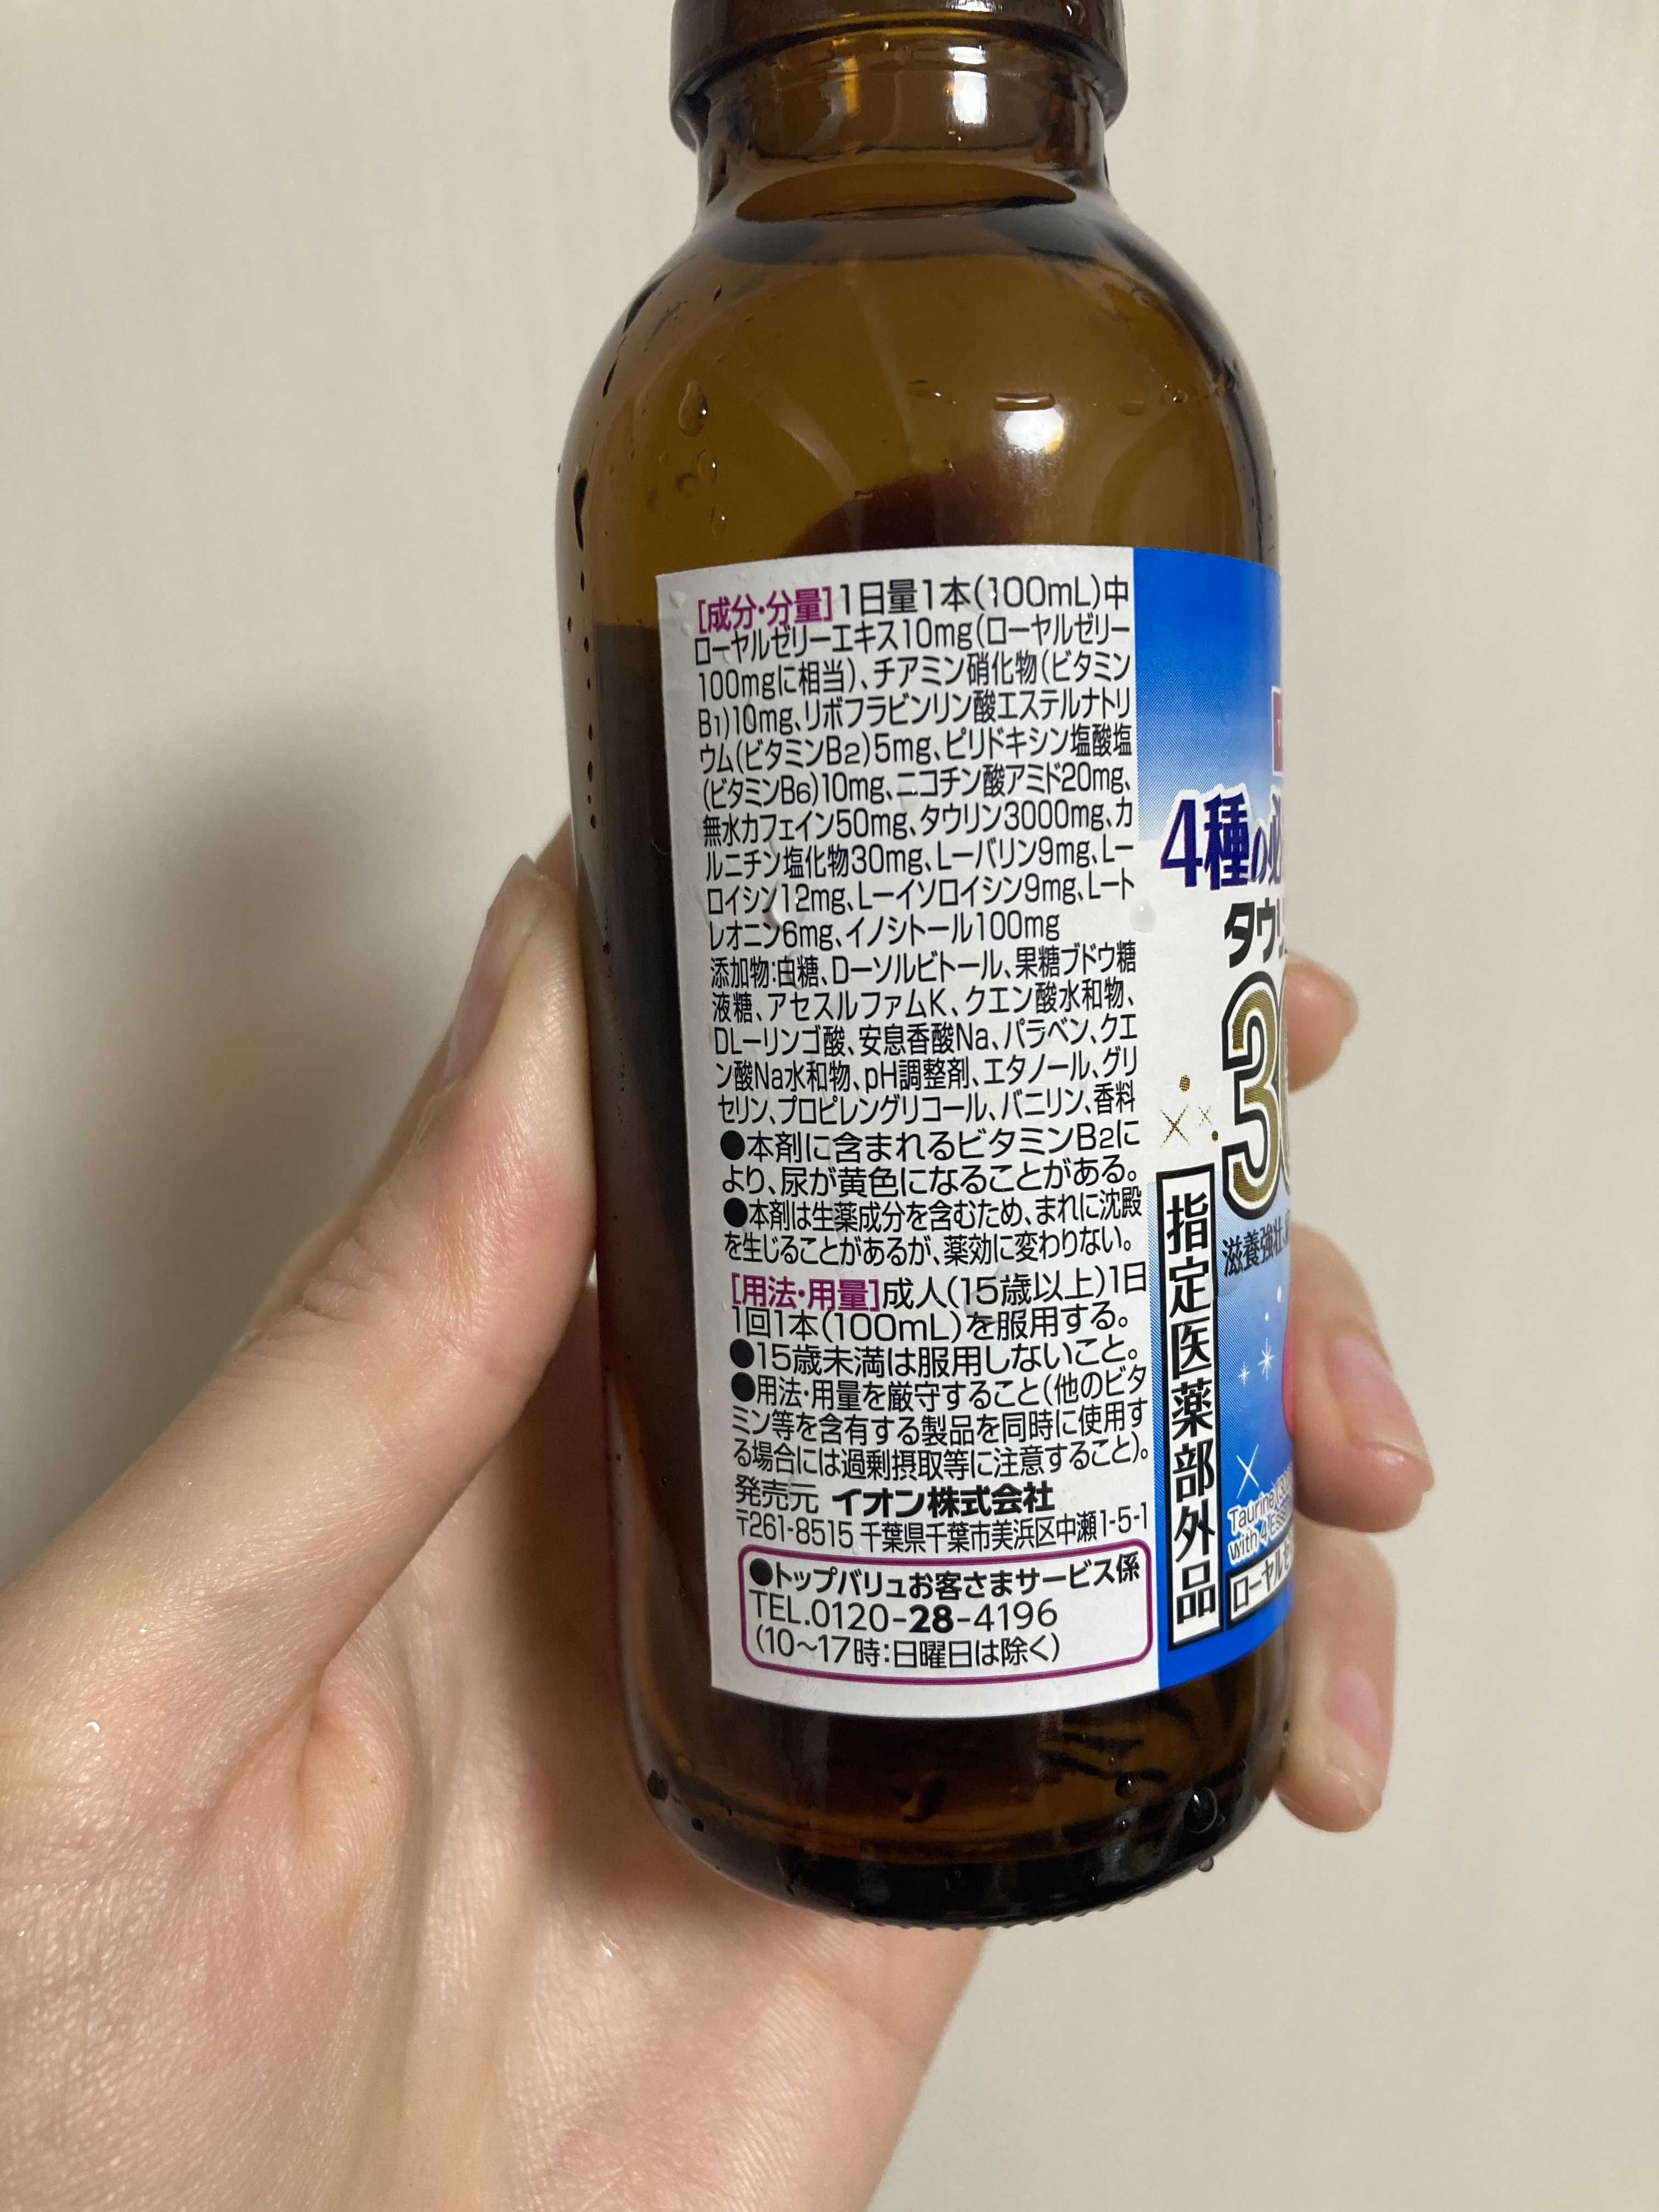 [成分・分量]1日量1本(100mL)中
ローヤルゼリーエキス10mg(ローヤルゼリー
100mgに相当)、チアミン硝化物(ビタミン
B1)10mg、リボフラビンリン酸エステルナトリ
ウム(ビタミンB2)5mg、ピリドキシン塩酸塩
(ビタミンB6)10mg、ニコチン酸アミド20mg、
無水カフェイン50mg、タウリン3000mg、カ
ルニチン塩化物30mg、L-バリン9mg、L-
ロイシン12mg、L-イソロイシン9mg、L-ト
レオニン6mg、イノシトール100mg
添加物:白糖、D-ソルビトール、果糖ブドウ糖
液糖、アセスルファムK、クエン酸水和物、
DL-リンゴ酸、安息香酸Na、パラベン、クエ
ン酸Na水和物、pH調整剤、エタノール、グリ
セリン、プロピレングリコール、バニリン、香料
●本剤に含まれるビタミンB2に
より、尿が黄色になることがある。
●本剤は生薬成分を含むため、まれに沈殿
を生じることがあるが、薬効に変わりない。
[用法・用量]成人(15歳以上)1日
1回1本(100mL)を服用する。
●15歳未満は服用しないこと。
●用法・用量を厳守すること(他のビタ
ミン等を含有する製品を同時に使用す
る場合には過剰摂取等に注意すること)。
発売元 イオン株式会社
〒261-8515 千葉県千葉市美浜区中瀬1-5-1
●トップバリュお客さまサービス係
TEL.0120-28-4196
(10〜17時:日曜日は除く)
4種の必
タウリ
30
指定医薬部外品
滋養強壮、
Taurine
with 4
ローヤルゼ